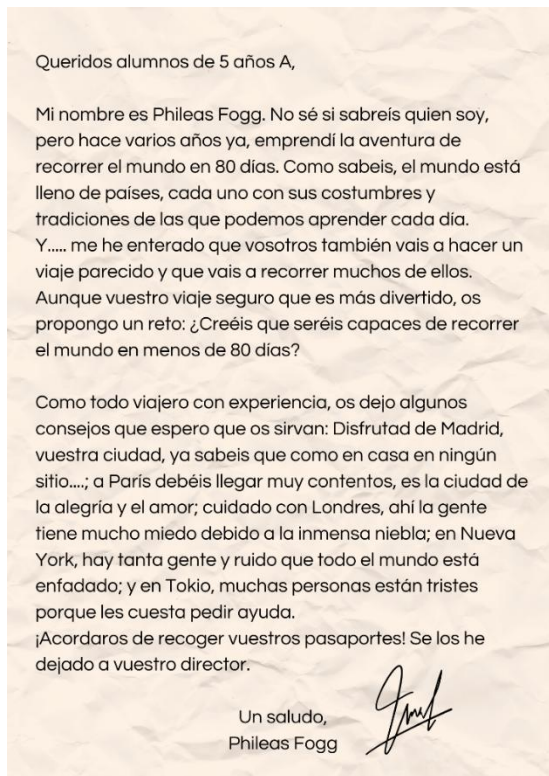 Queridos alumnos de 5 años A,
Mi nombre es Phileas Fogg. No sé si sabreís quien soy,
pero hace varios años ya, emprendí la aventura de
recorrer el mundo en 80 días. Como sabeis, el mundo está
lleno de países, cada uno con sus costumbres y
tradiciones de las que podemos aprender cada día.
Y..... me he enterado que vosotros también vais a hacer un
viaje parecido y que vais a recorrer muchos de ellos.
Aunque vuestro viaje seguro que es más divertido, os
propongo un reto: ¿Creéis que seréis capaces de recorrer
el mundo en menos de 80 días?
Como todo viajero con experiencia, os dejo algunos
consejos que espero que os sirvan: Disfrutad de Madrid,
vuestra ciudad, ya sabeis que como en casa en ningún
sitio....; a París debéis llegar muy contentos, es la ciudad de
la alegría y el amor; cuidado con Londres, ahí la gente
tiene mucho miedo debido a la inmensa niebla; en Nueva
York, hay tanta gente y ruido que todo el mundo está
enfadado; y en Tokio, muchas personas están tristes
porque les cuesta pedir ayuda.
¡Acordaros de recoger vuestros pasaportes! Se los he
dejado a vuestro director.
Un saludo,
Phileas Fogg